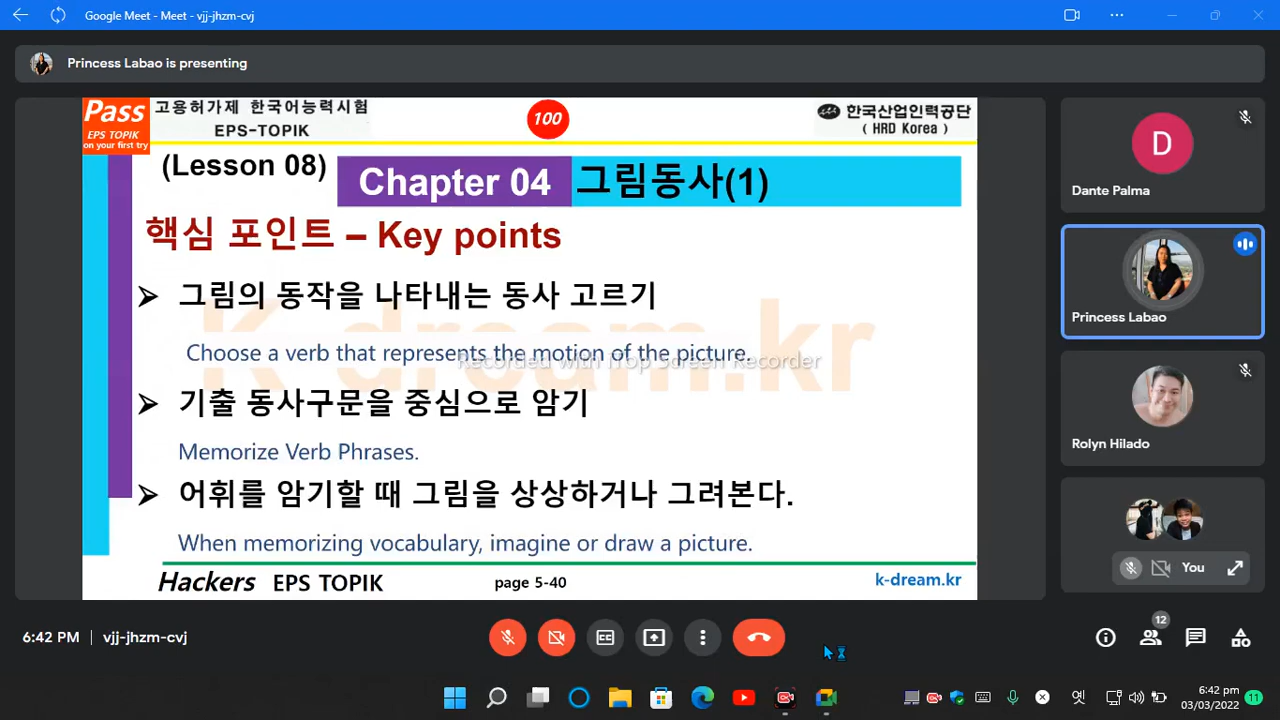 Google Meet - Meet - vjj-jhzm-cvj
Princess Labao is presenting
Pass
EPS TOPIK
on your first try
고용허가제 한국어능력시험
EPS-TOPIK
100
한국산업인력공단
( HRD Korea )
(Lesson 08)
Chapter 04
그림동사(1)
핵심 포인트 – Key points
➢ 그림의 동작을 나타내는 동사 고르기
Choose a verb that represents the motion of the picture.
➢ 기출 동사구문을 중심으로 암기
Memorize Verb Phrases.
➢ 어휘를 암기할 때 그림을 상상하거나 그려본다.
When memorizing vocabulary, imagine or draw a picture.
K-dream.kr
Recorded with iTop Screen Recorder
Hackers EPS TOPIK
page 5-40
k-dream.kr
D
Dante Palma
Princess Labao
Rolyn Hilado
You
6:42 PM | vjj-jhzm-cvj
12
6:42 pm
03/03/2022
11